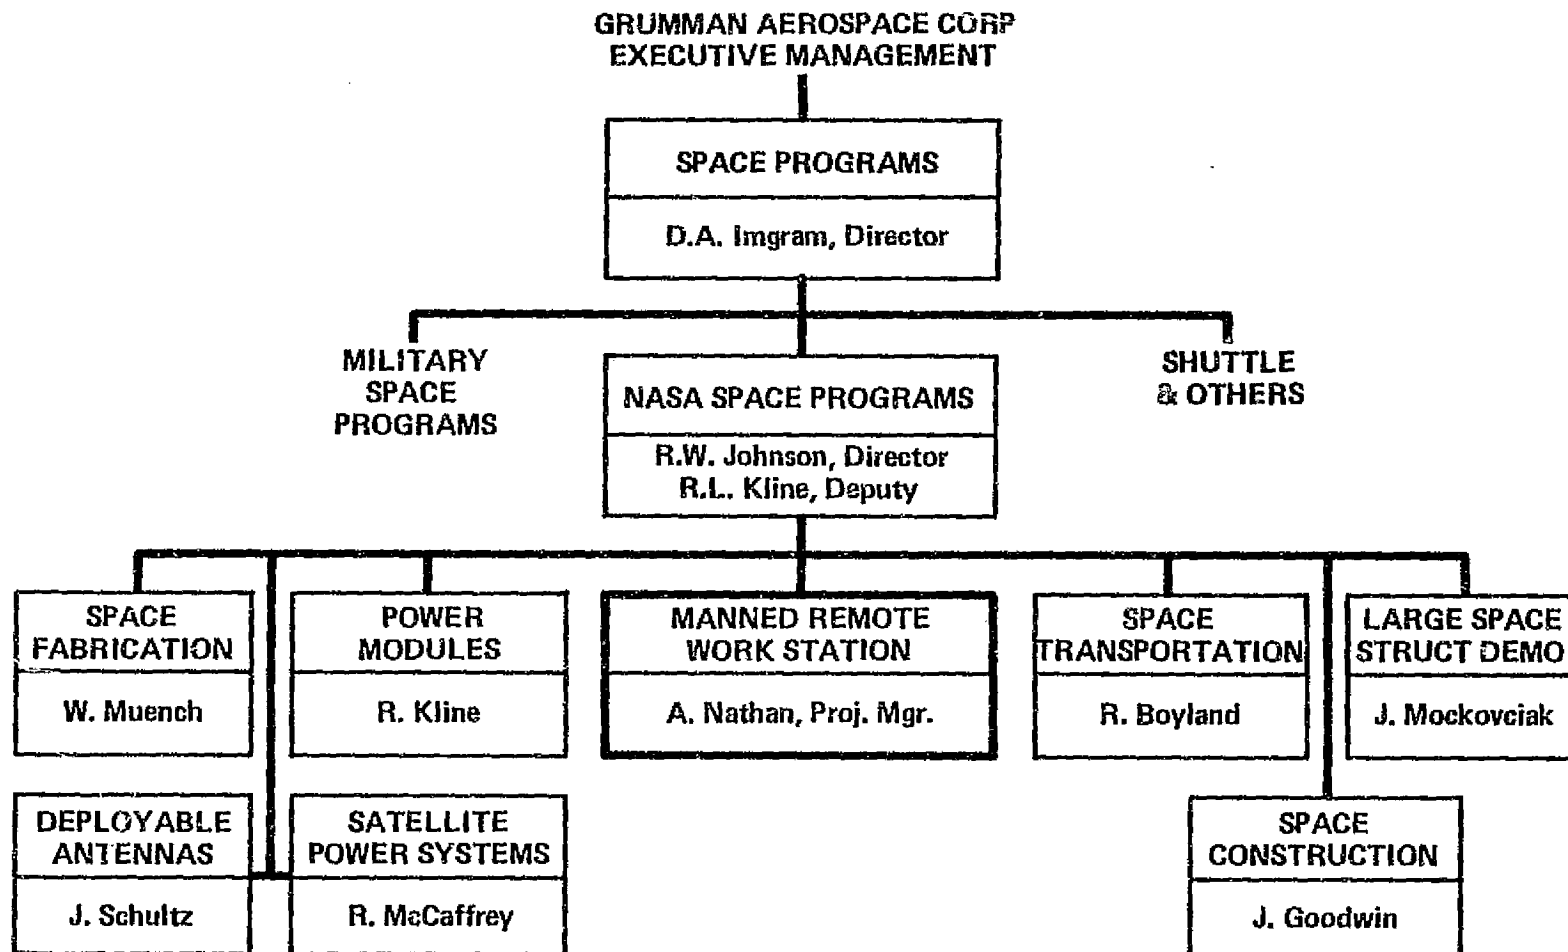 GRUMMAN AEROSPACE CORP
EXECUTIVE MANAGEMENT
SPACE PROGRAMS
D.A. Imgram, Director
MILITARY
SPACE
PROGRAMS
NASA SPACE PROGRAMS
R.W. Johnson, Director
R.L. Kline, Deputy
SHUTTLE
& OTHERS
SPACE
FABRICATION
W. Muench
POWER
MODULES
R. Kline
MANNED REMOTE
WORK STATION
A. Nathan, Proj. Mgr.
SPACE
TRANSPORTATION
R. Boyland
LARGE SPACE
STRUCT DEMO
J. Mockovciak
DEPLOYABLE
ANTENNAS
J. Schultz
SATELLITE
POWER SYSTEMS
R. McCaffrey
SPACE
CONSTRUCTION
J. Goodwin